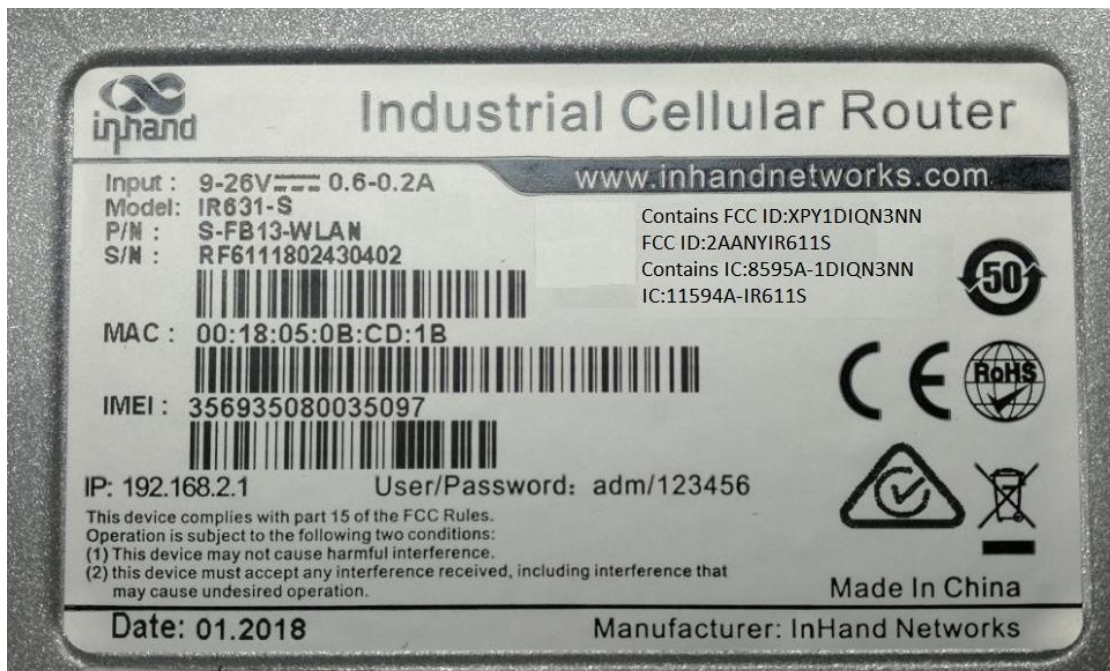 inhand
Industrial Cellular Router
www.inhandnetworks.com
Input : 9-26V 0.6-0.2A
Model: IR631-S
P/N : S-FB13-WLAN
S/N : RF6111802430402
Contains FCC ID:XPY1DIQN3NN
FCC ID:2AANYIR611S
Contains IC:8595A-1DIQN3NN
IC:11594A-IR611S
50
MAC : 00:18:05:0B:CD:1B
CE
RoHS
IMEI : 356935080035097
IP: 192.168.2.1 User/Password: adm/123456
This device complies with part 15 of the FCC Rules.
Operation is subject to the following two conditions:
(1) This device may not cause harmful interference.
(2) this device must accept any interference received, including interference that
may cause undesired operation.
Made In China
Date: 01.2018 Manufacturer: InHand Networks